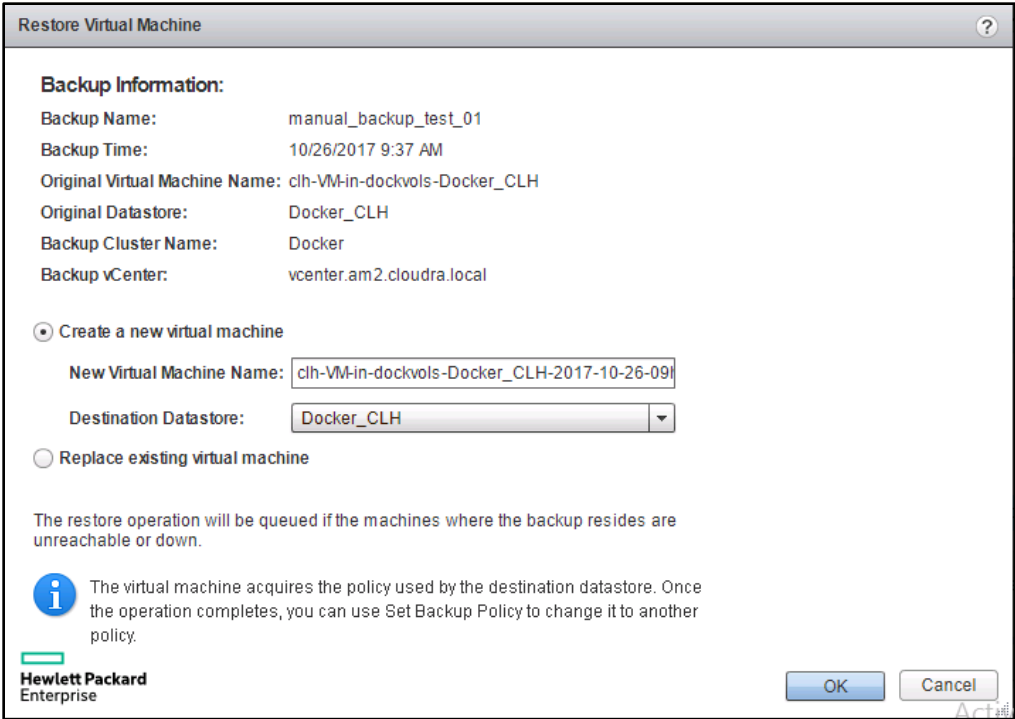 Restore Virtual Machine
?
Backup Information:
Backup Name: manual_backup_test_01
Backup Time: 10/26/2017 9:37 AM
Original Virtual Machine Name: clh-VM-in-dockvols-Docker_CLH
Original Datastore: Docker_CLH
Backup Cluster Name: Docker
Backup vCenter: vcenter.am2.cloudra.local
Create a new virtual machine
New Virtual Machine Name: clh-VM-in-dockvols-Docker_CLH-2017-10-26-09h
Destination Datastore: Docker_CLH
Replace existing virtual machine
The restore operation will be queued if the machines where the backup resides are
unreachable or down.
The virtual machine acquires the policy used by the destination datastore. Once
the operation completes, you can use Set Backup Policy to change it to another
policy.
Hewlett Packard
Enterprise
OK Cancel